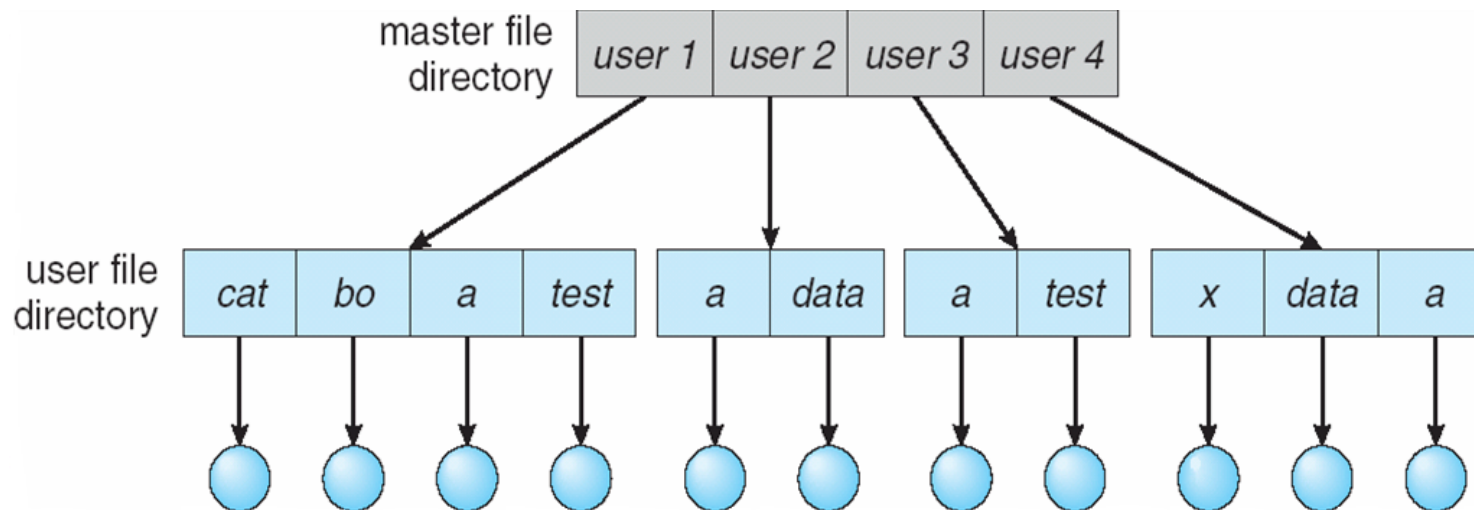 master file directory
user 1 user 2 user 3 user 4
user file directory
cat bo a test a data a test x data a